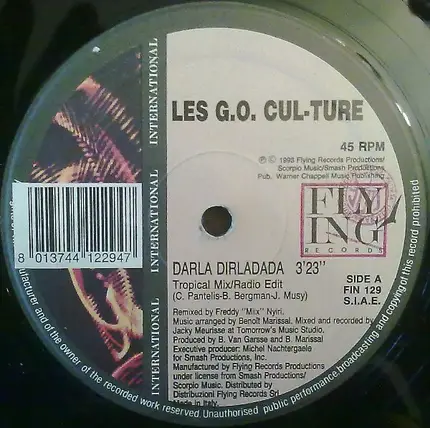 LES G.O. CUL-TURE
45 RPM
℗ © 1993 Flying Records Productions/
Scorpio Music/Smash Productions
Pub. Warner Chappell Music Publishing
FLY
ING
RECORDS
DARLA DIRLADADA 3'23"
Tropical Mix/Radio Edit
(C. Pantelis-B. Bergman-J. Musy)
SIDE A
FIN 129
S.I.A.E.
Remixed by Freddy "Mix" Nyiri.
Music arranged by Benoît Marissal. Mixed and recorded by
Jacky Meurisse at Tomorrow's Music Studio.
Produced by B. Van Garsse and B. Marissal
Executive producer: Michel Nachtergaele
for Smash Productions, Inc.
Manufactured by Flying Records Productions
under license from Smash Productions/
Scorpio Music. Distributed by
Distribuzioni Flying Records Srl
Made in Italy.
INTERNATIONAL
INTERNATIONAL
INTERNATIONAL
INTERNATIONAL
8 013744 122947
manufacturer and of the owner of the recorded work reserved Unauthorised public performance, broadcasting and copying of this record prohibited